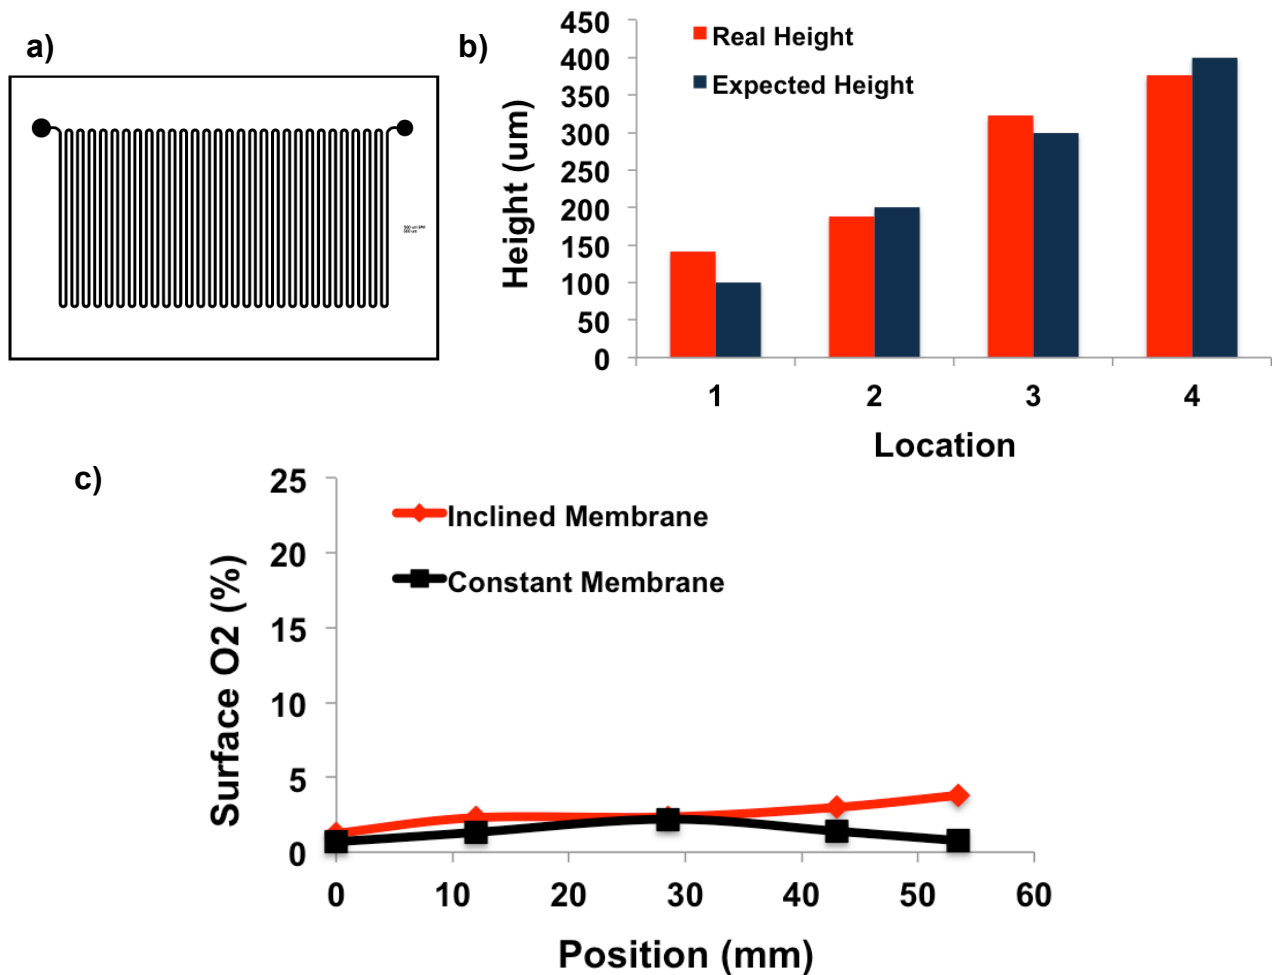 a)
b)
450
400
350
300
250
200
150
100
50
0
Height (um)
Real Height
Expected Height
1 2 3 4
Location
c)
25
20
15
10
5
0
Surface O2 (%)
Inclined Membrane
Constant Membrane
0 10 20 30 40 50 60
Position (mm)